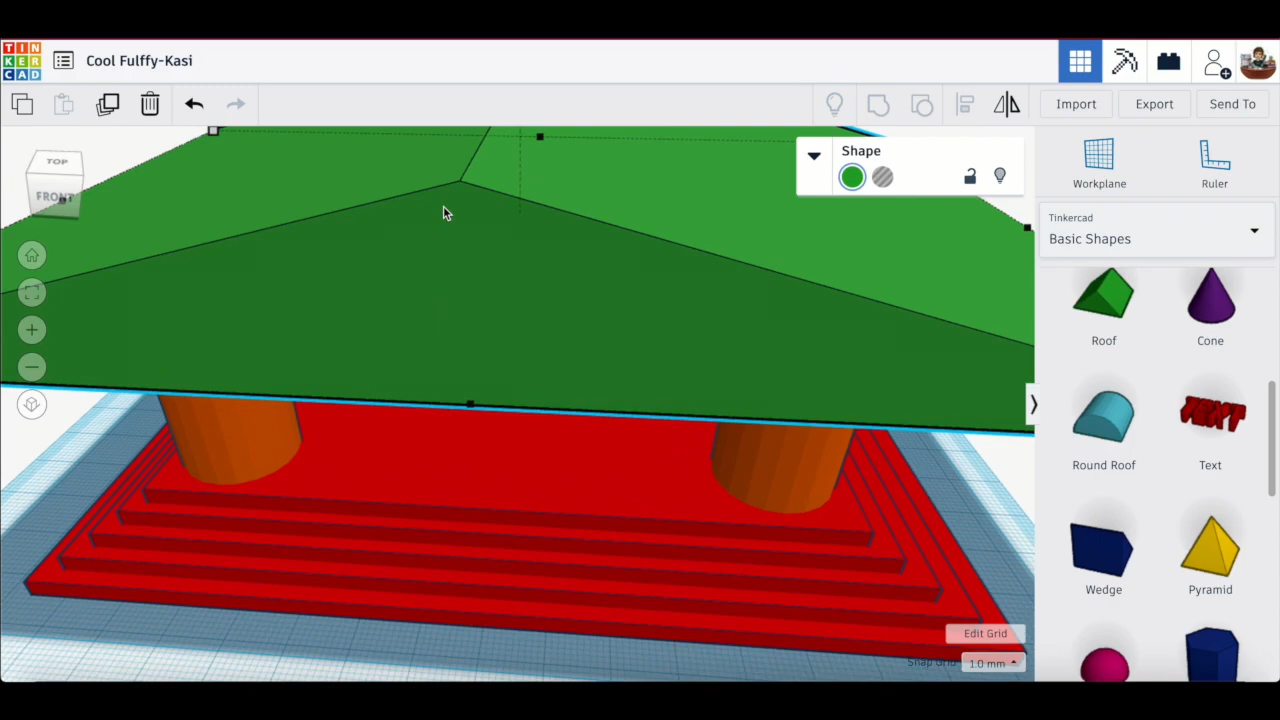 TIN
KER
CAD
Cool Fulffy-Kasi
Import
Export
Send To
TOP
FRONT
Shape
Workplane
Ruler
Tinkercad
Basic Shapes
Roof
Cone
TEXT
Round Roof
Text
Wedge
Pyramid
Edit Grid
Snap Grid
1.0 mm